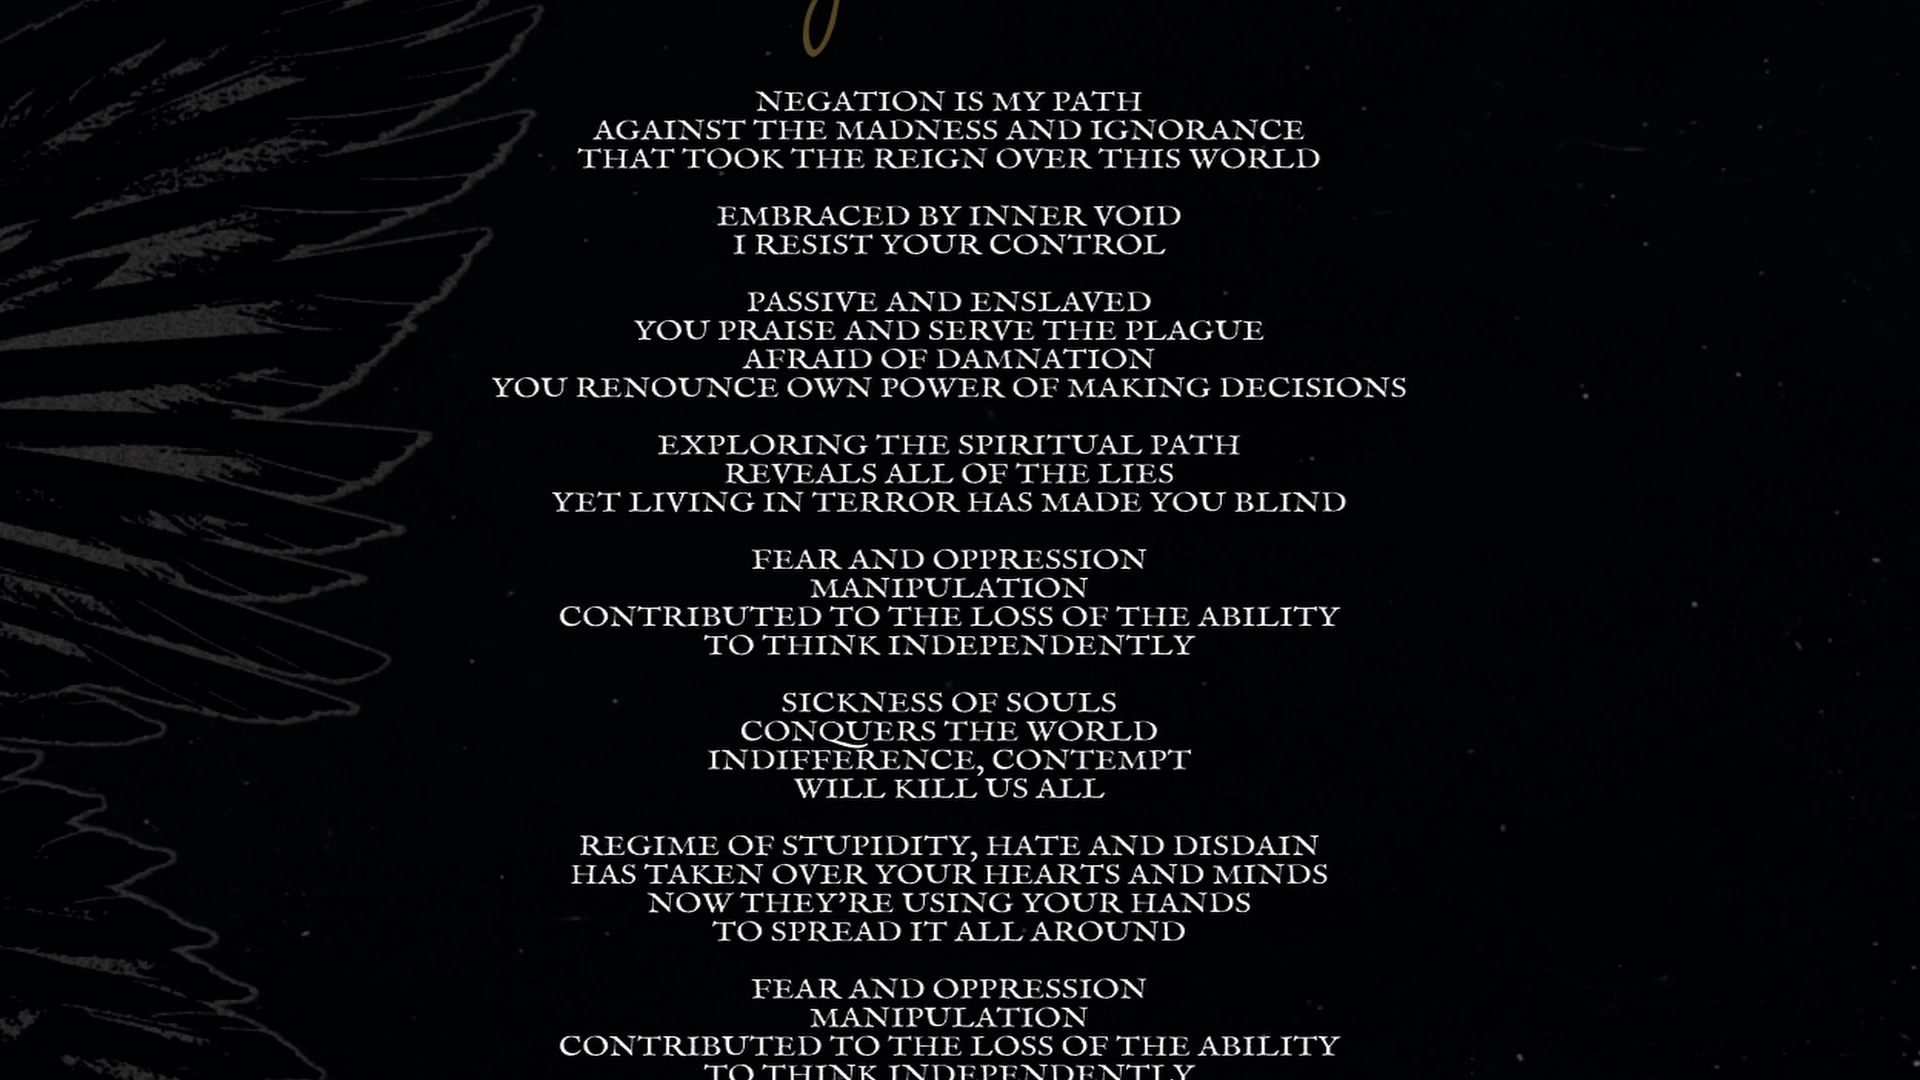 NEGATION IS MY PATH
AGAINST THE MADNESS AND IGNORANCE
THAT TOOK THE REIGN OVER THIS WORLD
EMBRACED BY INNER VOID
I RESIST YOUR CONTROL
PASSIVE AND ENSLAVED
YOU PRAISE AND SERVE THE PLAGUE
AFRAID OF DAMNATION
YOU RENOUNCE OWN POWER OF MAKING DECISIONS
EXPLORING THE SPIRITUAL PATH
REVEALS ALL OF THE LIES
YET LIVING IN TERROR HAS MADE YOU BLIND
FEAR AND OPPRESSION
MANIPULATION
CONTRIBUTED TO THE LOSS OF THE ABILITY
TO THINK INDEPENDENTLY
SICKNESS OF SOULS
CONQUERS THE WORLD
INDIFFERENCE, CONTEMPT
WILL KILL US ALL
REGIME OF STUPIDITY, HATE AND DISDAIN
HAS TAKEN OVER YOUR HEARTS AND MINDS
NOW THEY’RE USING YOUR HANDS
TO SPREAD IT ALL AROUND
FEAR AND OPPRESSION
MANIPULATION
CONTRIBUTED TO THE LOSS OF THE ABILITY
TO THINK INDEPENDENTLY